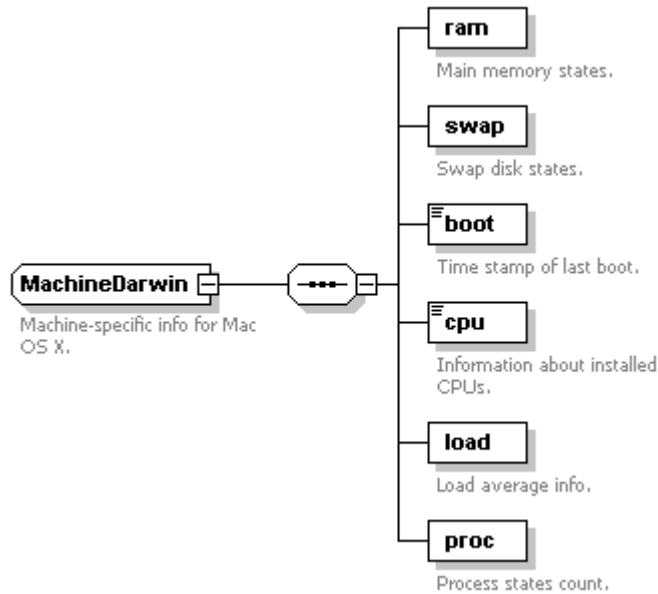 ram
Main memory states.
swap
Swap disk states.
boot
Time stamp of last boot.
MachineDarwin
Machine-specific info for Mac
OS X.
cpu
Information about installed
CPUs.
load
Load average info.
proc
Process states count.